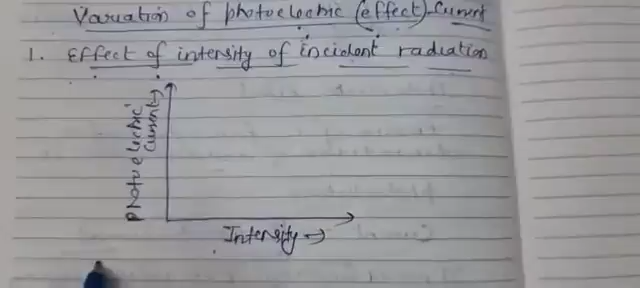 Variation of photoelectric (effect) Current
1. Effect of intensity of incident radiation
Photoelectric
Current →
Intensity →